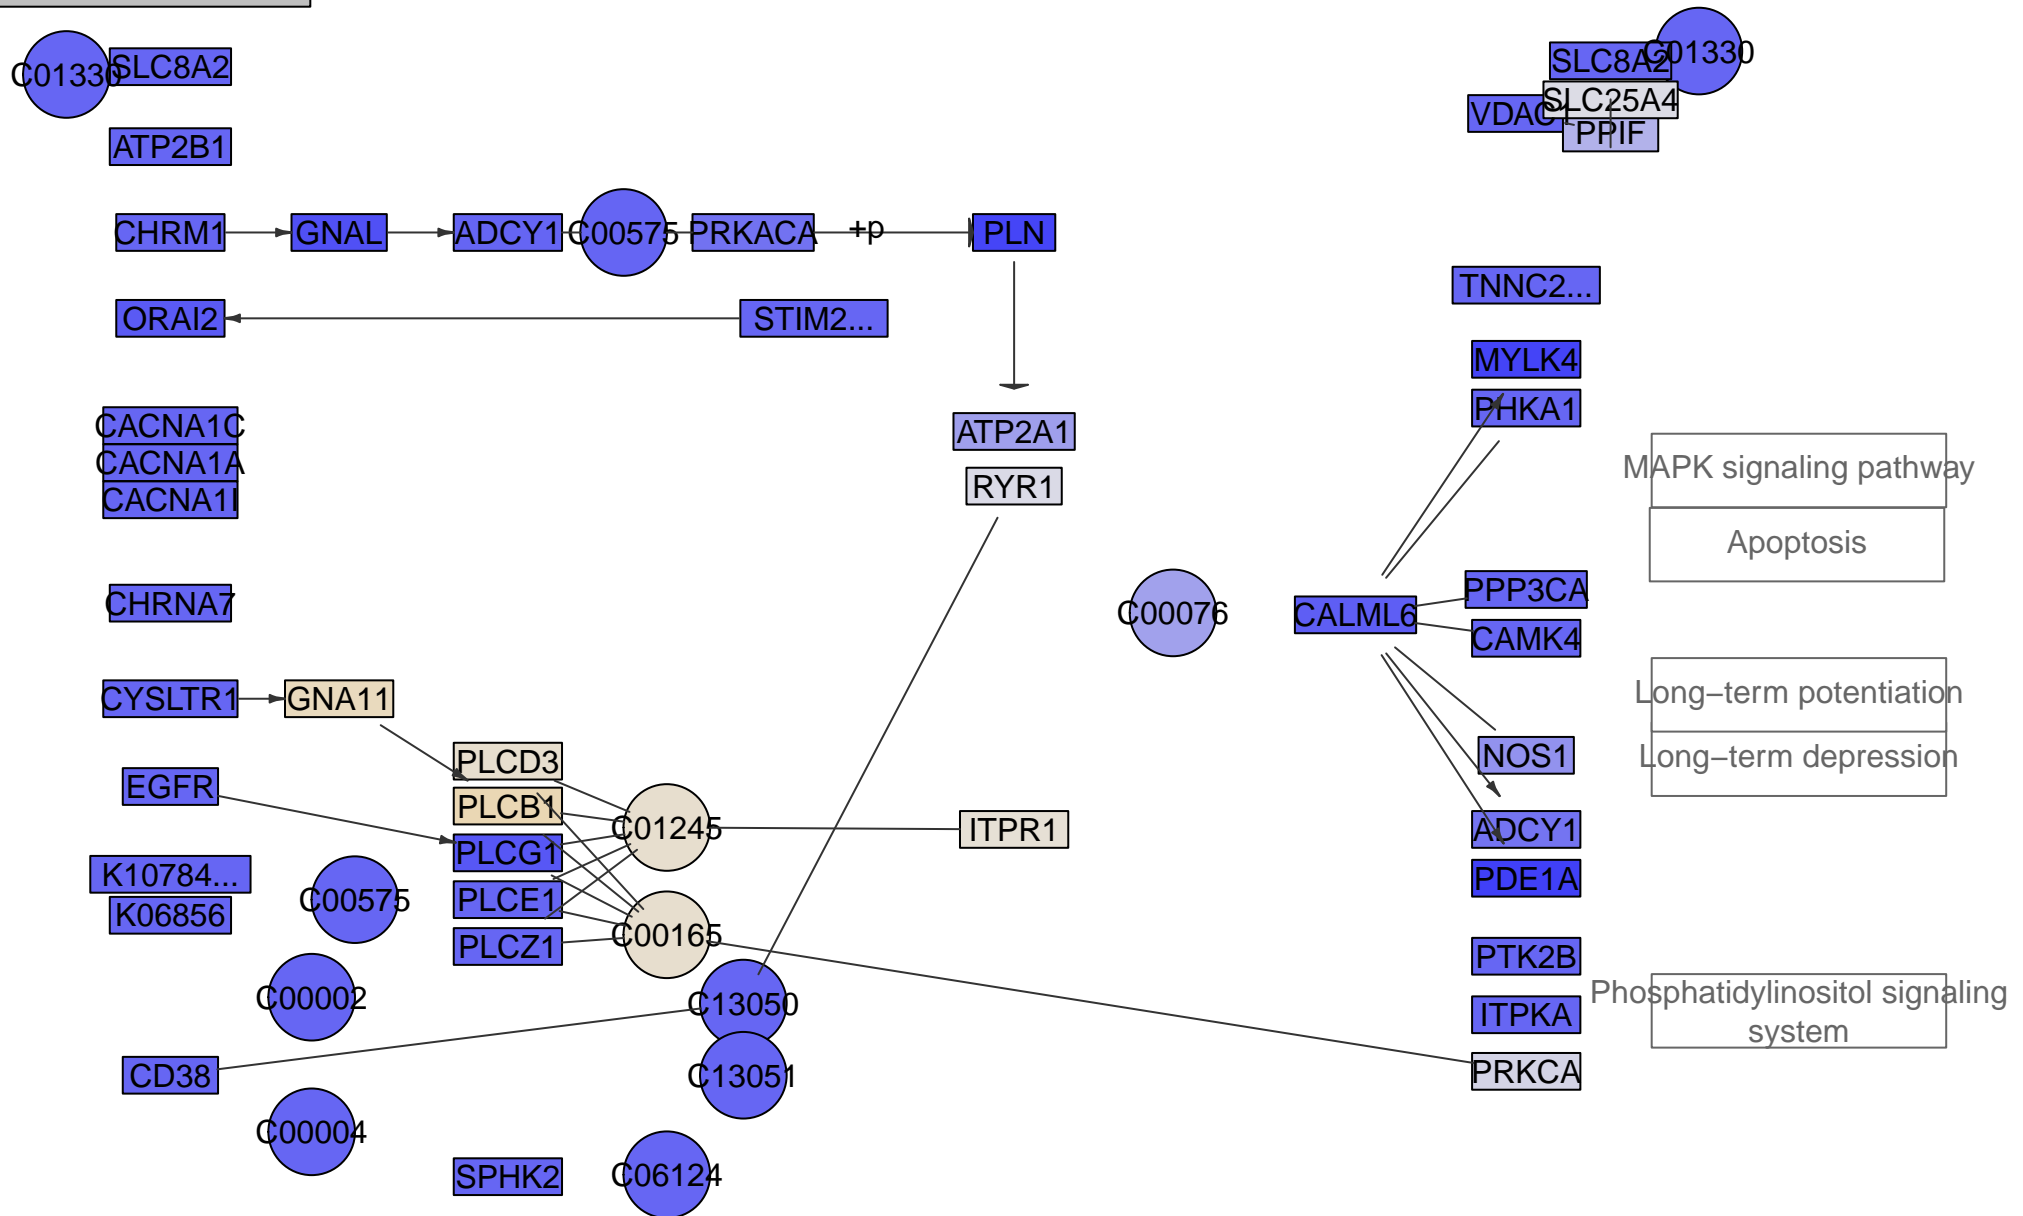 C01330
SLC8A2
SLC8A2
C01330
SLC25A4
VDAC1
PPIF
ATP2B1
CHRM1
GNAL
ADCY1
C00575
PRKACA
+p
PLN
TNNC2...
ORAI2
STIM2...
MYLK4
PHKA1
CACNA1C
CACNA1A
CACNA1I
ATP2A1
RYR1
MAPK signaling pathway
Apoptosis
CHRNA7
C00076
CALML6
PPP3CA
CAMK4
CYSLTR1
GNA11
Long−term potentiation
Long−term depression
NOS1
PLCD3
EGFR
PLCB1
C01245
ITPR1
ADCY1
PLCG1
K10784...
PDE1A
C00575
PLCE1
K06856
C00165
PLCZ1
PTK2B
C00002
C13050
Phosphatidylinositol signaling
system
ITPKA
CD38
C13051
PRKCA
C00004
SPHK2
C06124